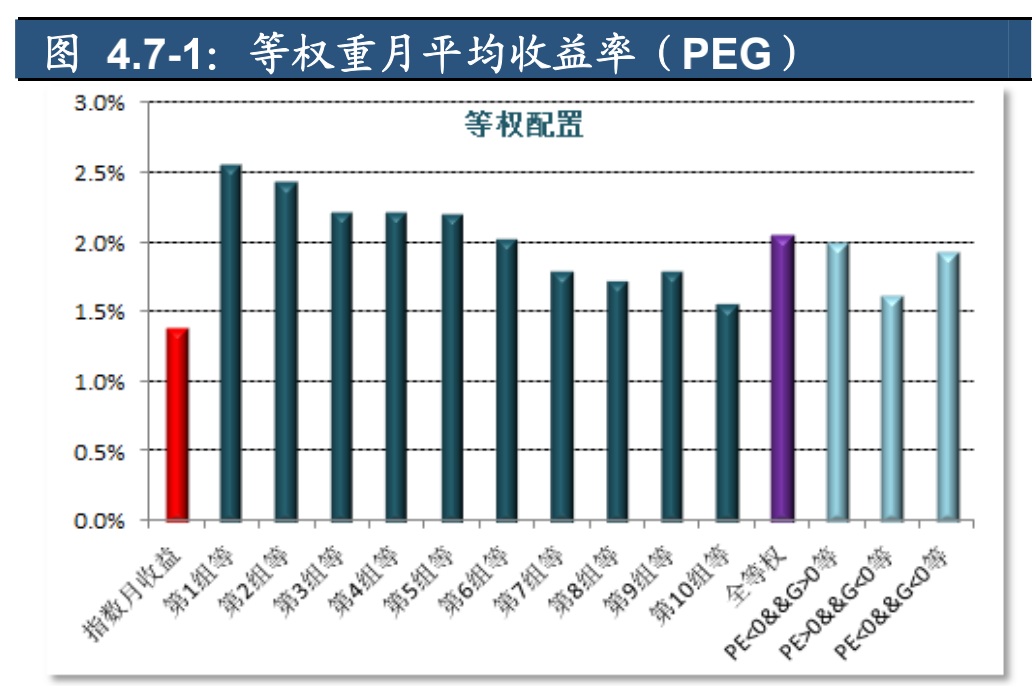 图 4.7-1：等权重月平均收益率（PEG）
等权配置
3.0%
2.5%
2.0%
1.5%
1.0%
0.5%
0.0%
指数月收益
第1组等
第2组等
第3组等
第4组等
第5组等
第6组等
第7组等
第8组等
第9组等
第10组等
全等权
PE<0&&G>0等
PE>0&&G<0等
PE<0&&G<0等